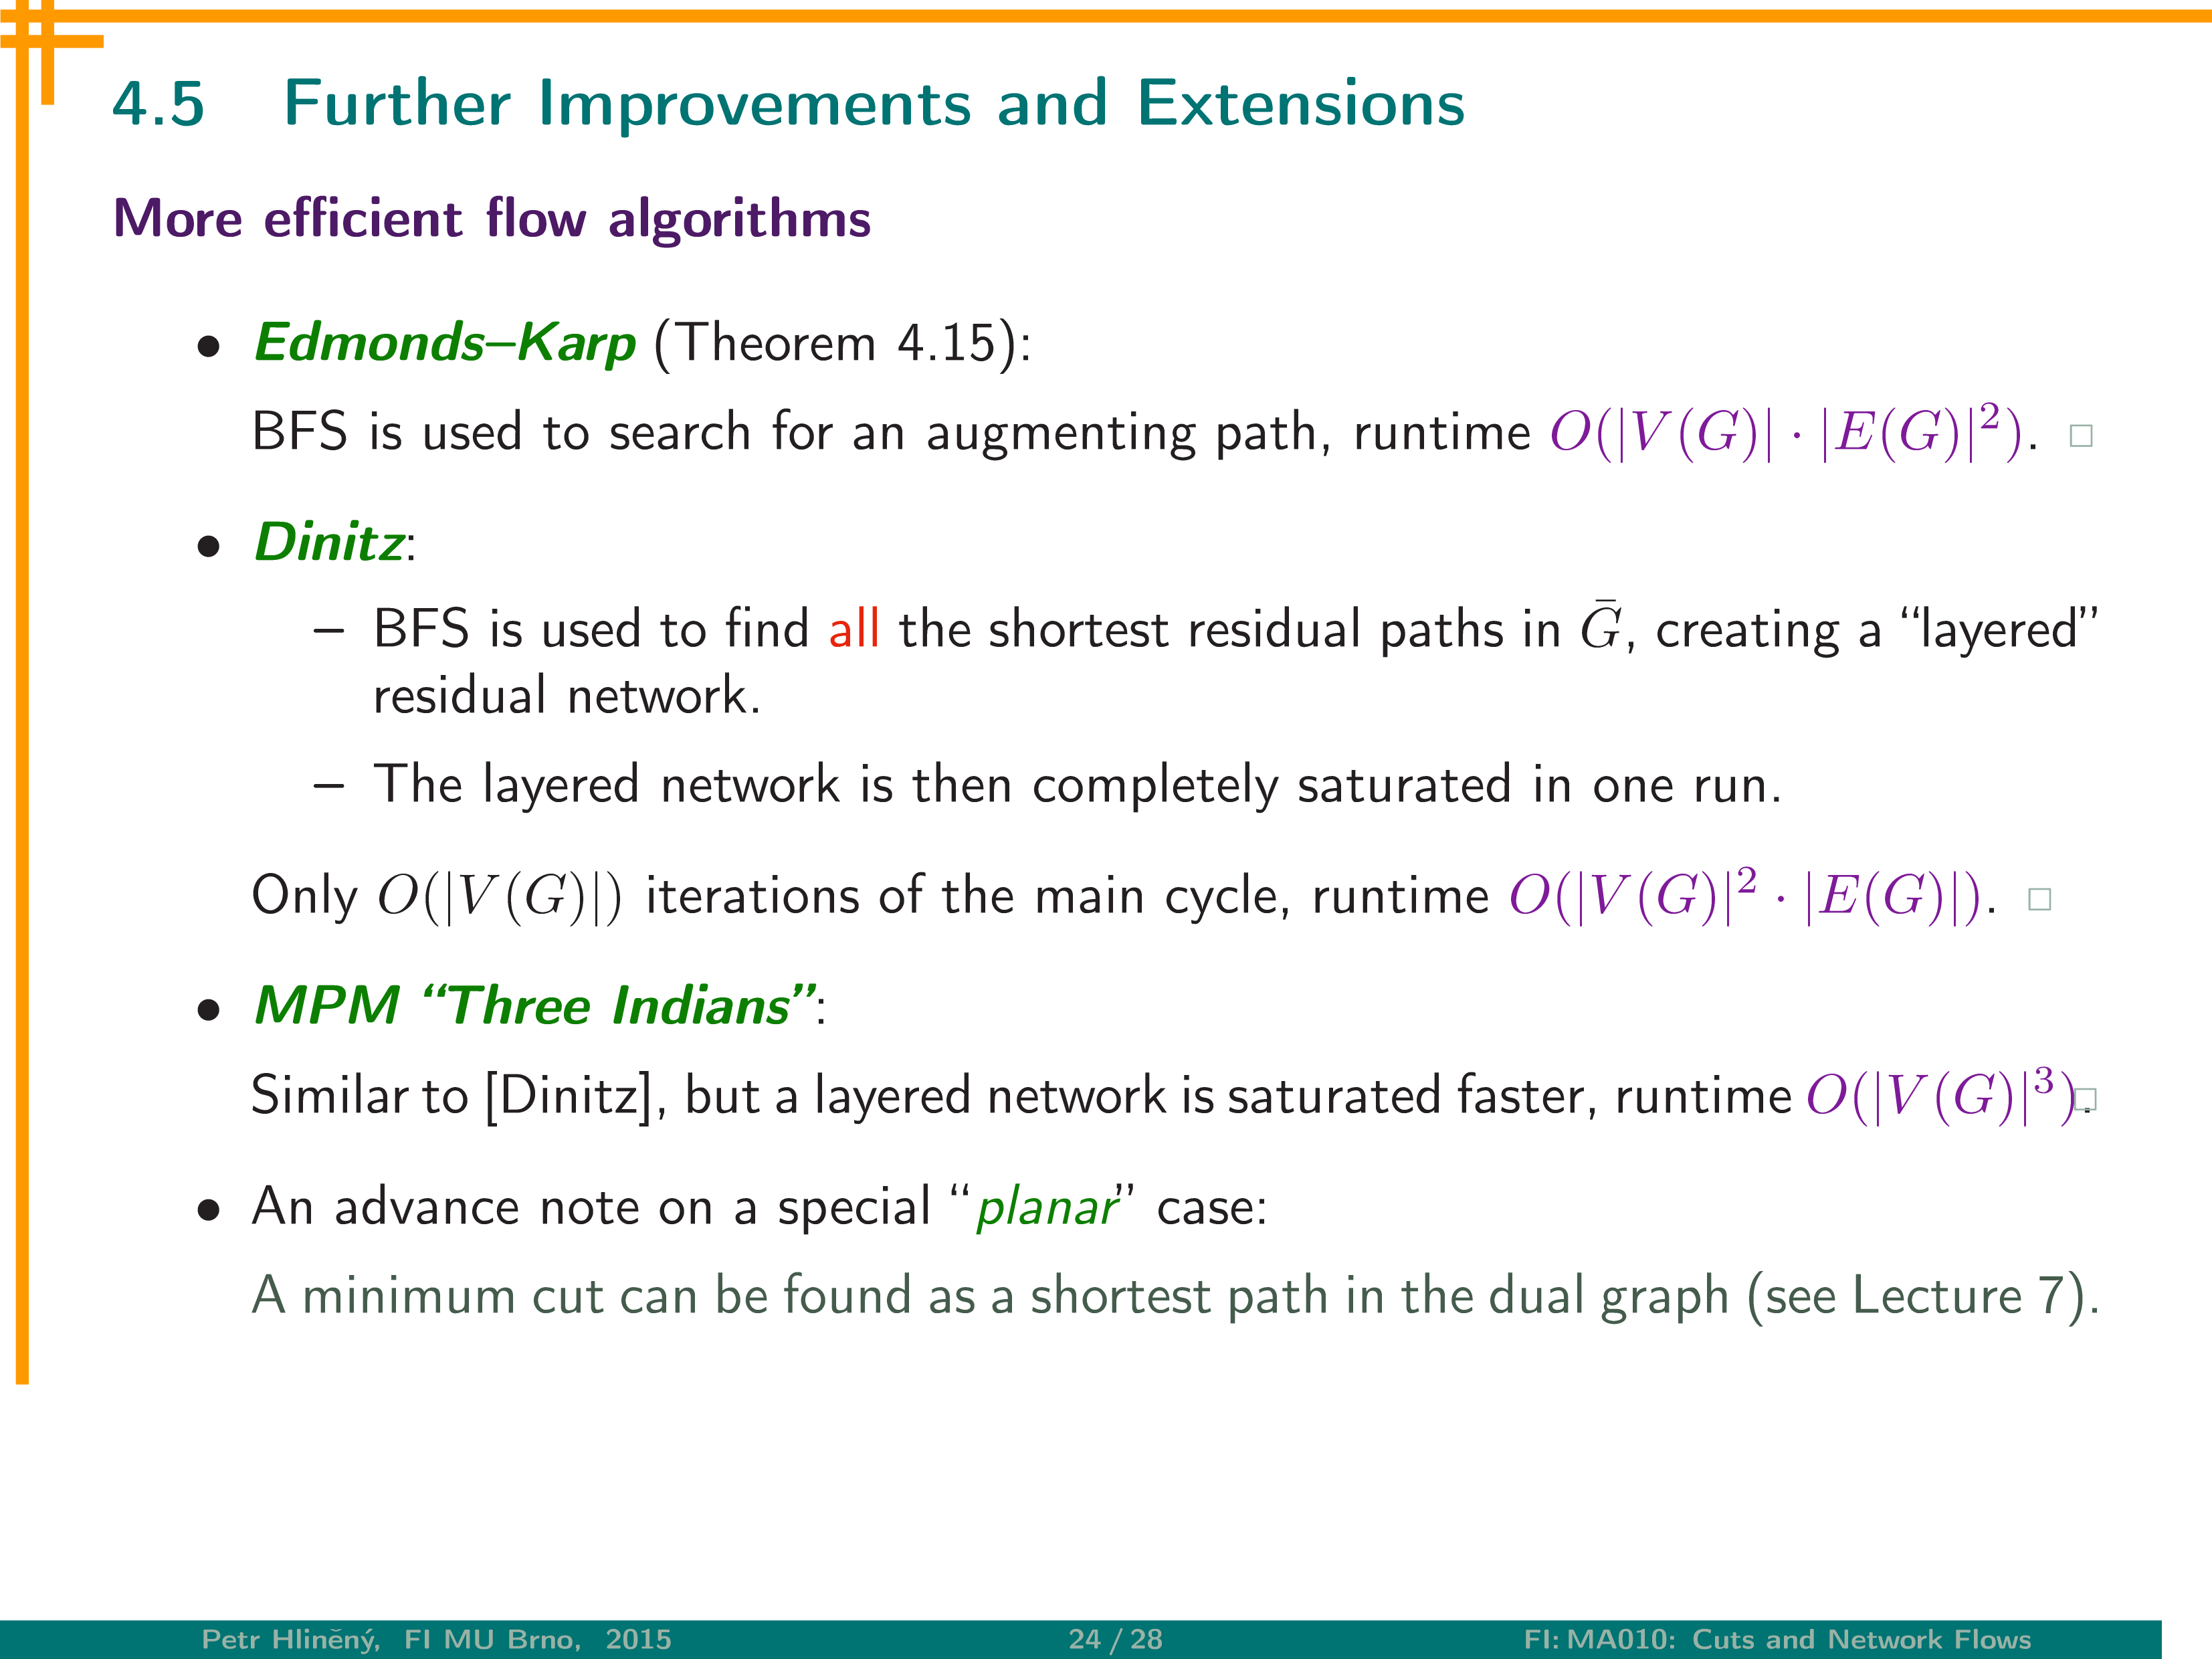 4.5 Further Improvements and Extensions
More efficient flow algorithms
• Edmonds–Karp (Theorem 4.15):
BFS is used to search for an augmenting path, runtime O(|V(G)| · |E(G)|²). □
• Dinitz:
– BFS is used to find all the shortest residual paths in Ḡ, creating a “layered”
residual network.
– The layered network is then completely saturated in one run.
Only O(|V(G)|) iterations of the main cycle, runtime O(|V(G)|² · |E(G)|). □
• MPM “Three Indians”:
Similar to [Dinitz], but a layered network is saturated faster, runtime O(|V(G)|³). □
• An advance note on a special “planar” case:
A minimum cut can be found as a shortest path in the dual graph (see Lecture 7).
Petr Hliněný, FI MU Brno, 2015 24 / 28 FI: MA010: Cuts and Network Flows